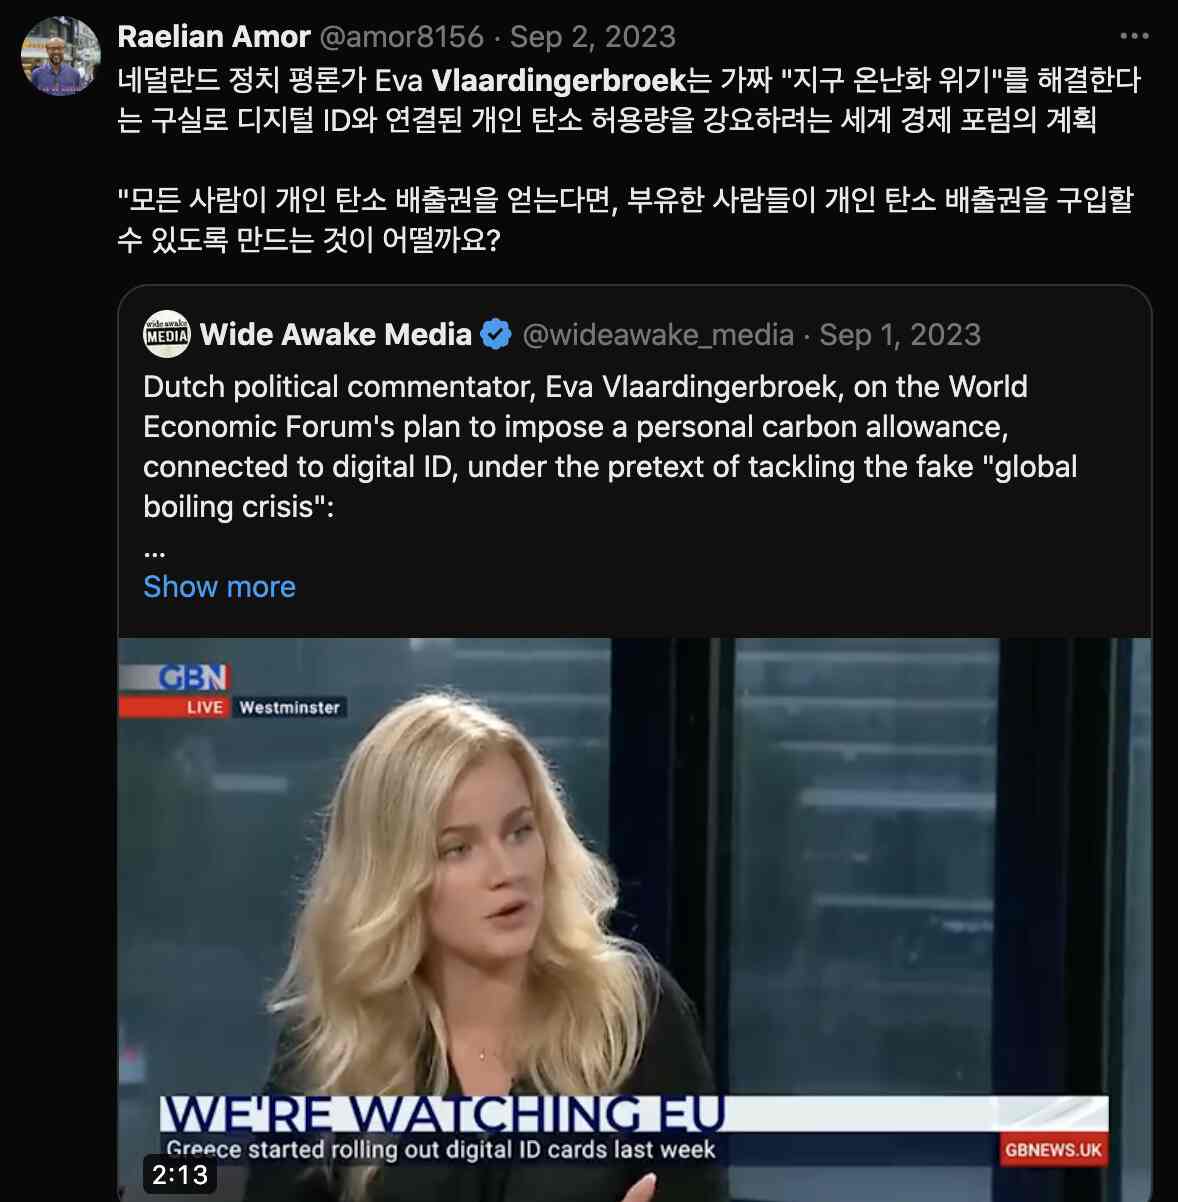 Raelian Amor @amor8156 · Sep 2, 2023
네덜란드 정치 평론가 Eva Vlaardingerbroek는 가짜 "지구 온난화 위기"를 해결한다
는 구실로 디지털 ID와 연결된 개인 탄소 허용량을 강요하려는 세계 경제 포럼의 계획
"모든 사람이 개인 탄소 배출권을 얻는다면, 부유한 사람들이 개인 탄소 배출권을 구입할
수 있도록 만드는 것이 어떨까요?
wide awake
MEDIA
Wide Awake Media @wideawake_media · Sep 1, 2023
Dutch political commentator, Eva Vlaardingerbroek, on the World
Economic Forum's plan to impose a personal carbon allowance,
connected to digital ID, under the pretext of tackling the fake "global
boiling crisis":
...
Show more
GBN
LIVE Westminster
WE'RE WATCHING EU
Greece started rolling out digital ID cards last week
GBNEWS.UK
2:13